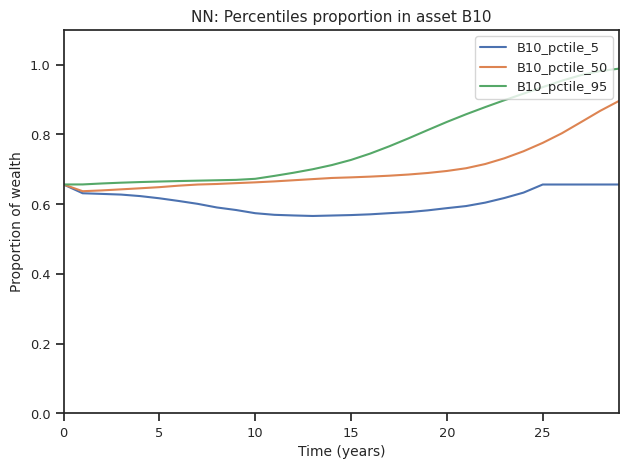 NN: Percentiles proportion in asset B10
B10_pctile_5
B10_pctile_50
B10_pctile_95
Proportion of wealth
1.0
0.8
0.6
0.4
0.2
0.0
0 5 10 15 20 25
Time (years)